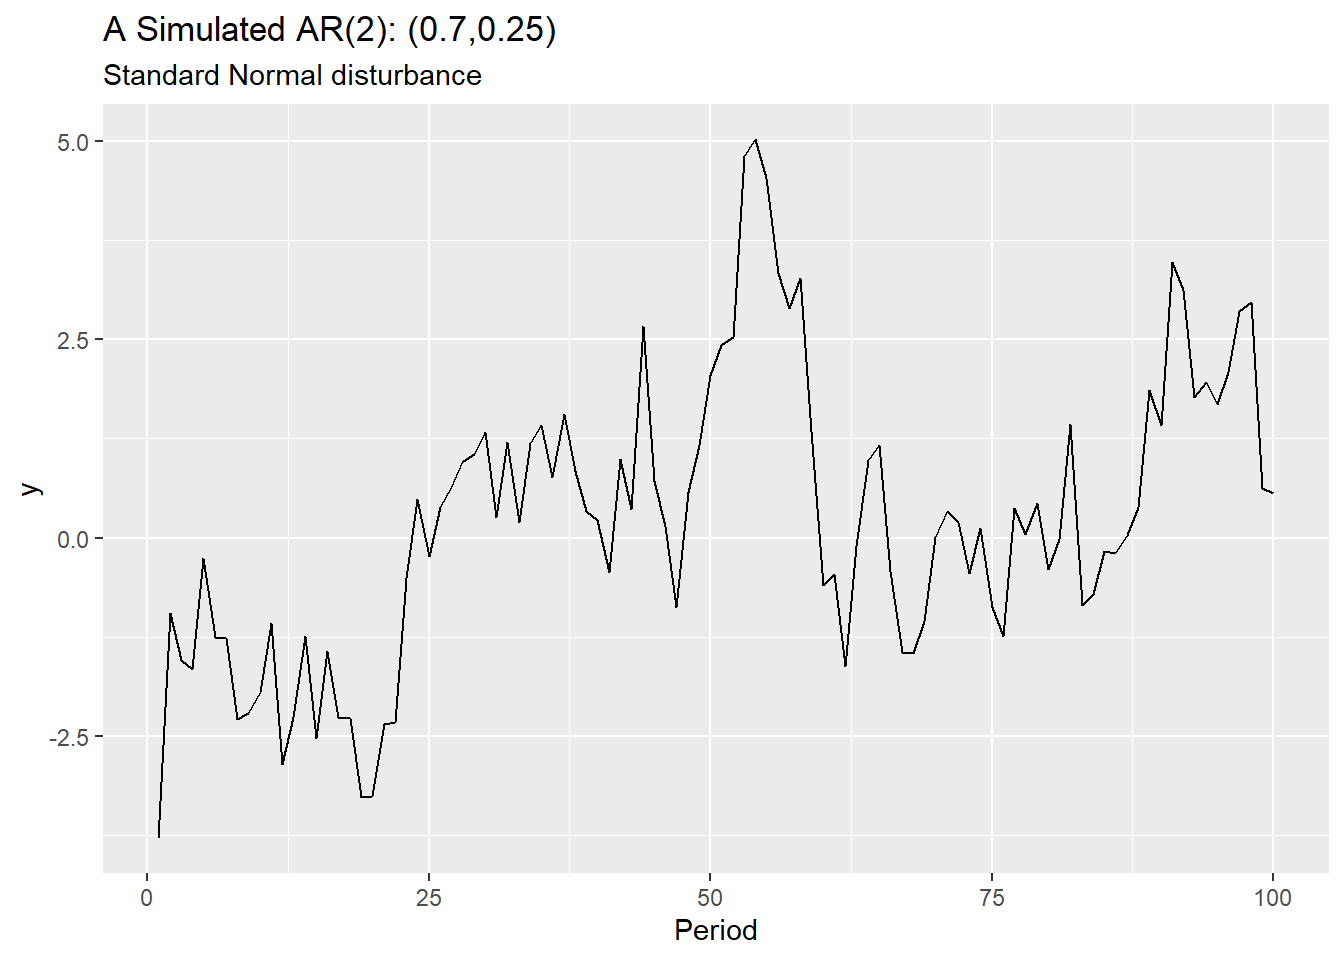 A Simulated AR(2): (0.7,0.25)
Standard Normal disturbance
5.0
2.5
0.0
-2.5
y
0 25 50 75 100
Period